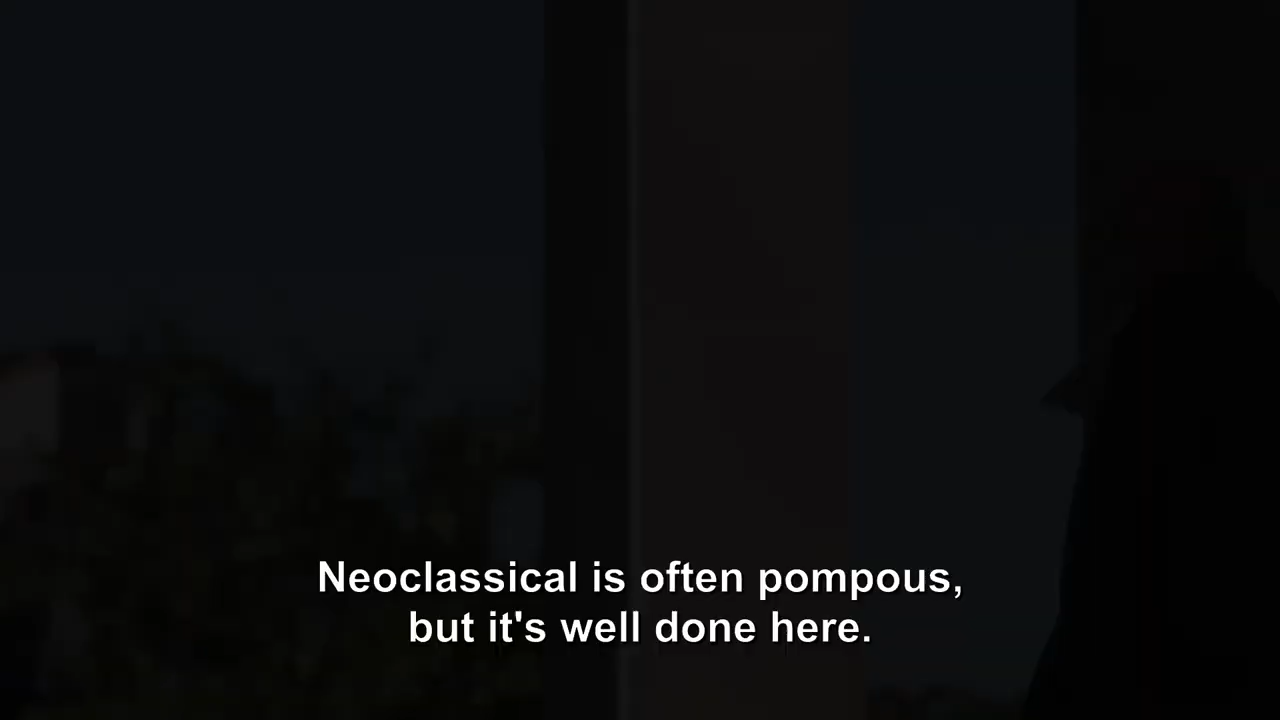 Neoclassical is often pompous,
but it's well done here.